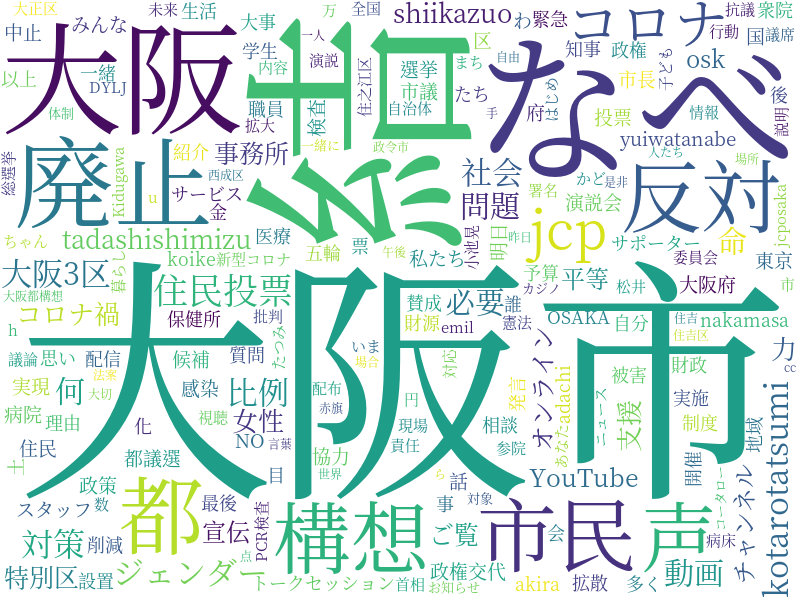 大阪市
なべ
大阪
会
廃止
都
構想
反対
市民
声
jcp
コロナ
住民投票
shiikazuo
osk
yuiwatanabe
kotarotatsumi
tadashishimizu
事務所
社会
問題
大阪3区
コロナ禍
必要
比例
何
女性
対策
宣伝
ご覧
ジェンダー
特別区
設置
動画
YouTube
チャンネル
オンライン
支援
平等
命
力
演説会
サポーター
東京
投票
選挙
市議
知事
政権
市長
緊急
衆院
抗議
行動
国
議席
子ども
大正区
未来
生活
中止
みんな
大事
全国
万
わ
以上
一緒
DYLJ
学生
内容
一人
演説
区
まち
自由
体制
職員
検査
住之江区
たち
自治体
府
はじめ
情報
後
説明
拡大
一緒に
政令市
手
総選挙
Kidugawa
紹介
西成区
サービス
u
金
署名
かど
是非
人たち
場所
jcposaka
ちゃん
暮らし
koike
新型コロナ
医療
五輪
票
私たち
小池晃
明日
昨日
午後
予算
カジノ
委員会
松井
大阪府
市
大阪都構想
h
保健所
批判
たつみ
いま
賛成
財源
誰
emil
憲法
OSAKA
自分
住吉
住吉区
nakamasa
議論
思い
配信
候補
質問
場合
対応
発言
adachi
あなた
ニュース
被害
財政
cc
実現
法案
大切
感染
配布
赤旗
円
現場
相談
実施
制度
地域
病院
理由
化
視聴
NO
言葉
協力
責任
参院
土
住民
都議選
目
世界
ら
話
対象
事
開催
コータロー
病床
スタッフ
数
政策
最後
PCR検査
会
削減
点
トークセッション
首相
政権交代
お知らせ
akira
拡散
多く